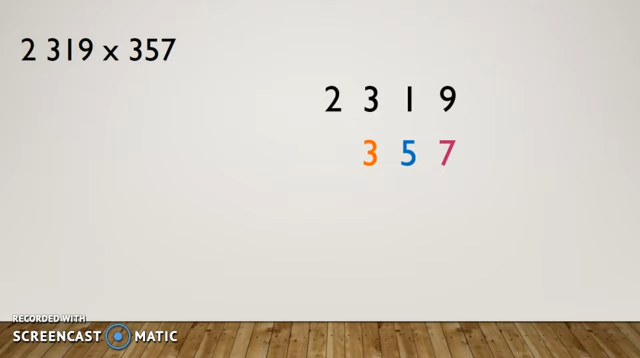 2 319 x 357
2 3 1 9
3 5 7
RECORDED WITH
SCREENCAST MATIC